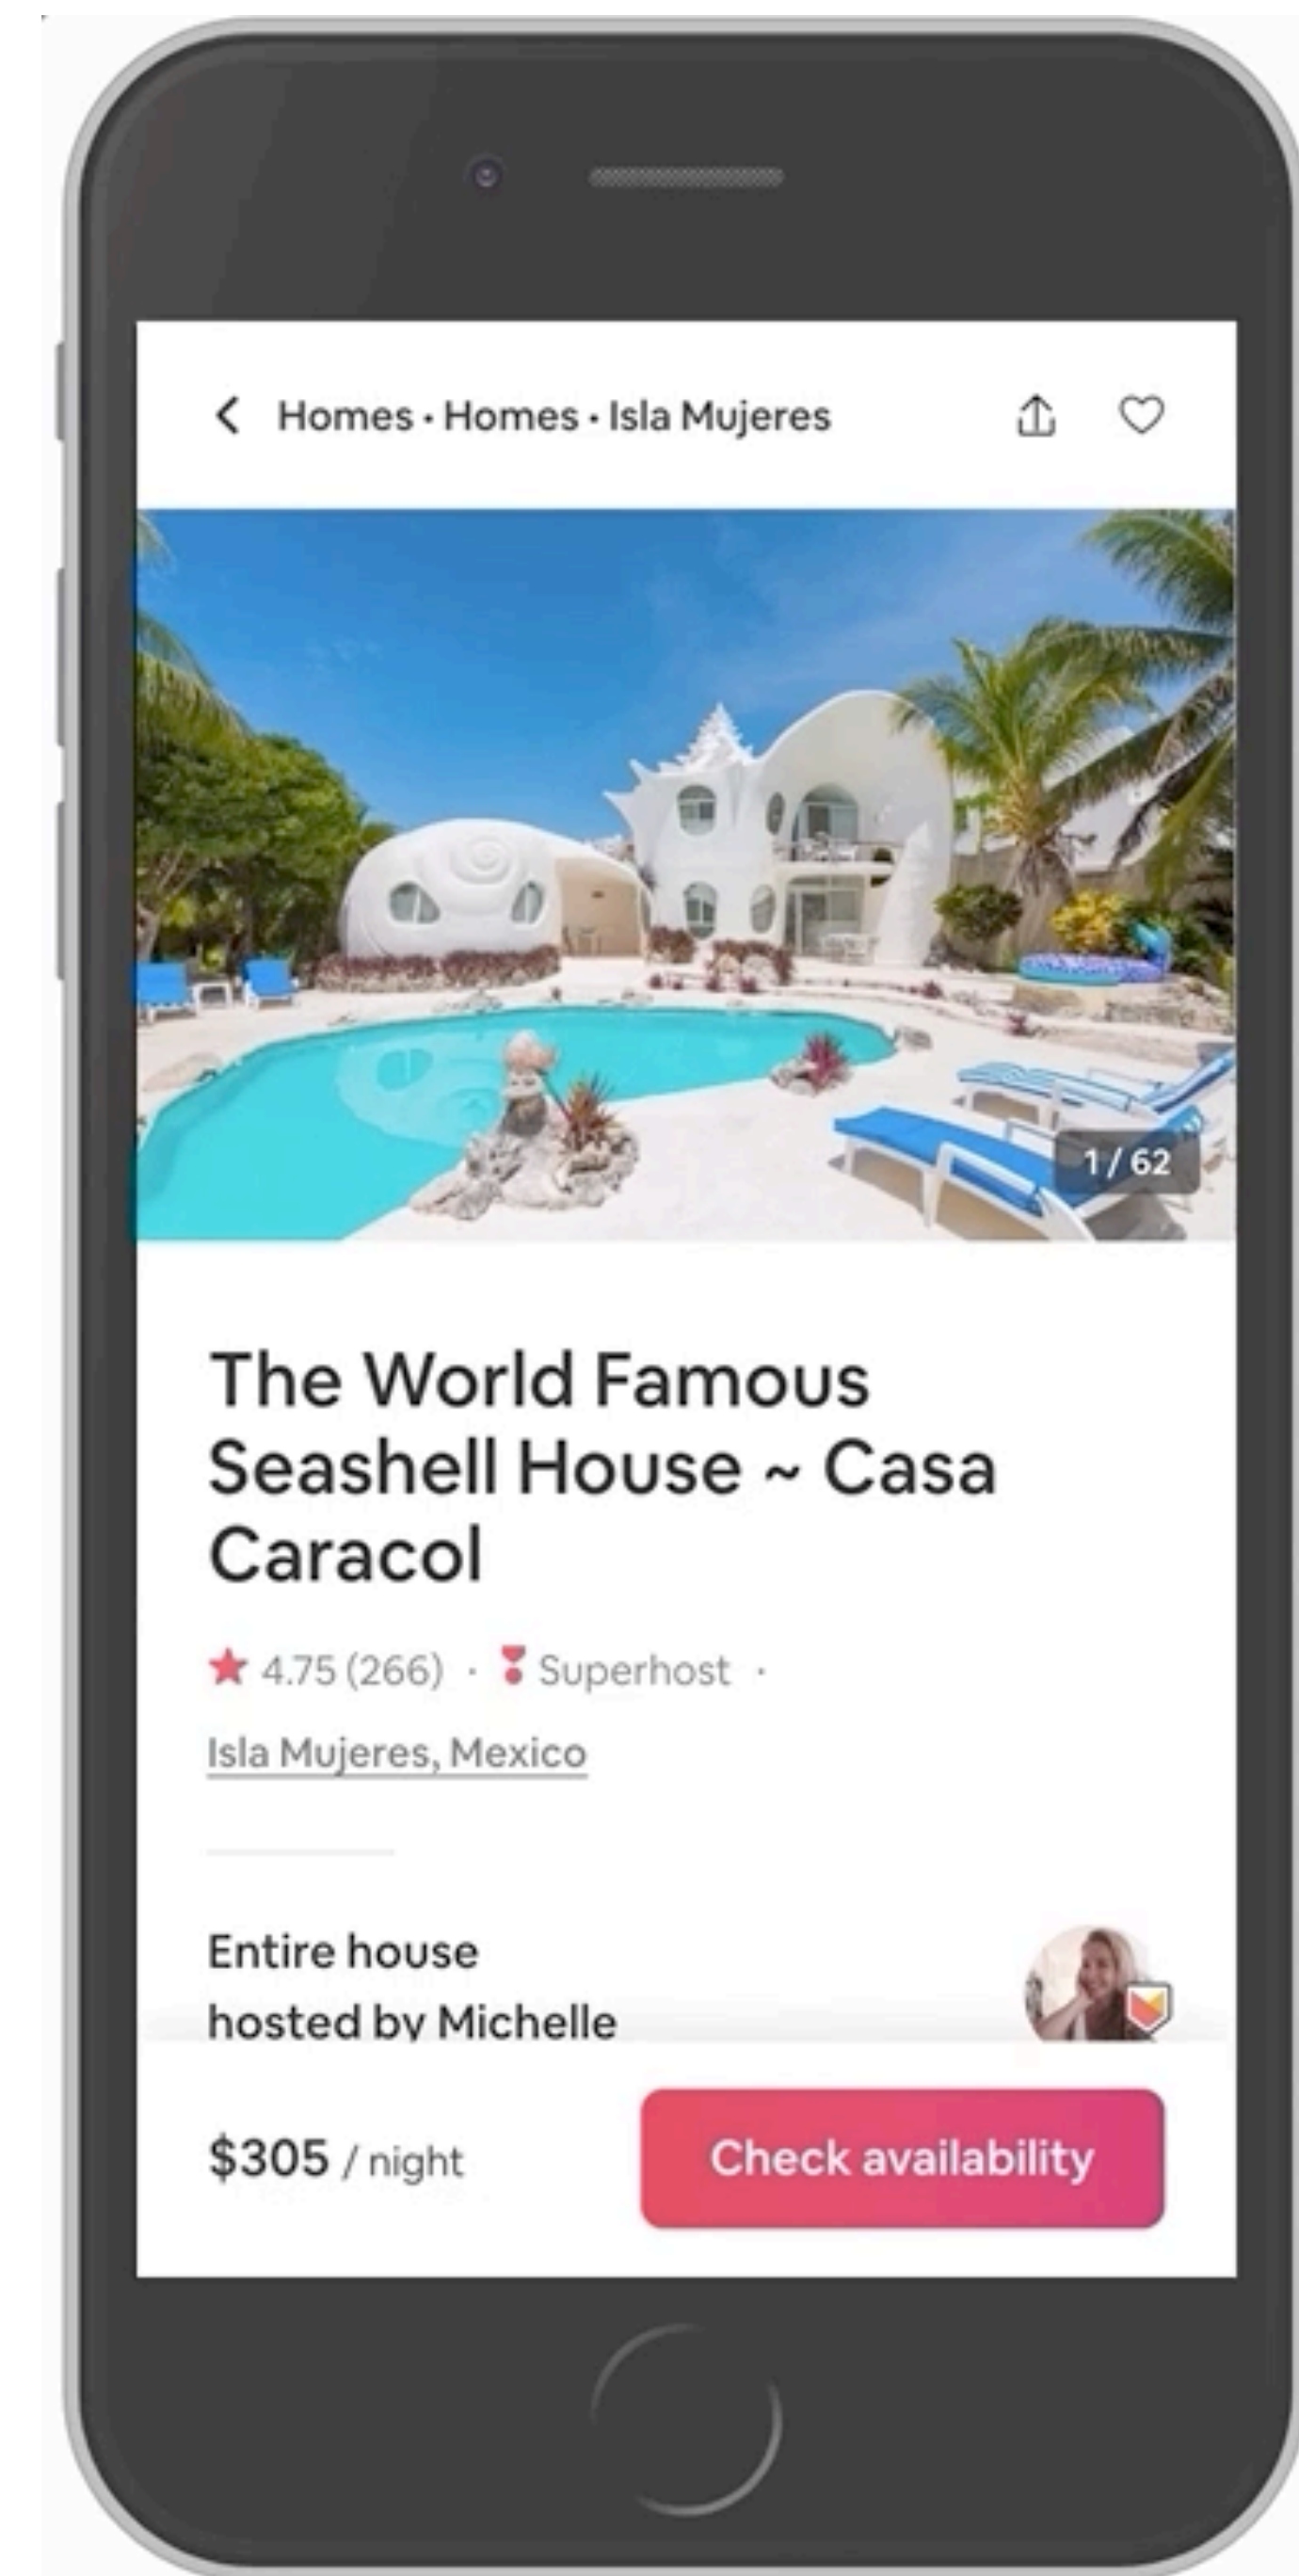 Homes · Homes · Isla Mujeres
1 / 62
The World Famous
Seashell House ~ Casa
Caracol
4.75 (266) · Superhost ·
Isla Mujeres, Mexico
Entire house
hosted by Michelle
$305 / night
Check availability